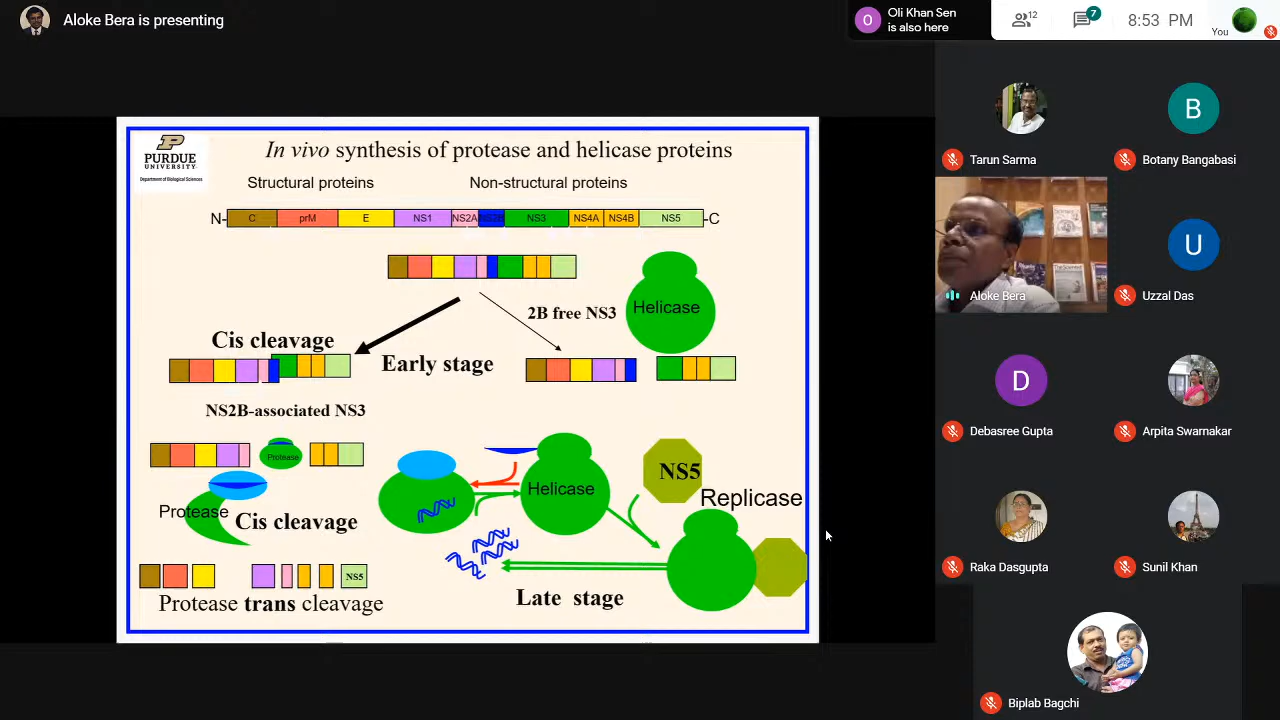 Aloke Bera is presenting
O
Oli Khan Sen
is also here
12
7
8:53 PM
You
P
PURDUE
UNIVERSITY
Department of Biological Sciences
In vivo synthesis of protease and helicase proteins
Structural proteins
Non-structural proteins
N- C prM E NS1 NS2A NS2B NS3 NS4A NS4B NS5 -C
2B free NS3
Helicase
Cis cleavage
Early stage
NS2B-associated NS3
Protease
Helicase
NS5
Replicase
Protease
Cis cleavage
NS5
Protease trans cleavage
Late stage
Tarun Sarma
B
Botany Bangabasi
Aloke Bera
U
Uzzal Das
D
Debasree Gupta
Arpita Swarnakar
Raka Dasgupta
Sunil Khan
Biplab Bagchi